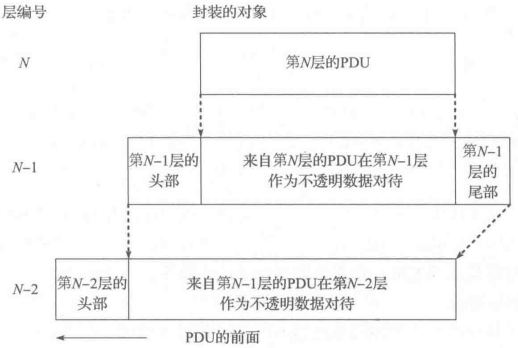 层编号 封装的对象
N 第N层的PDU
N–1 第N–1层的
头部
来自第N层的PDU在第N–1层
作为不透明数据对待
第N–1
层的
尾部
N–2 第N–2层的
头部
来自第N–1层的PDU在第N–2层
作为不透明数据对待
PDU的前面